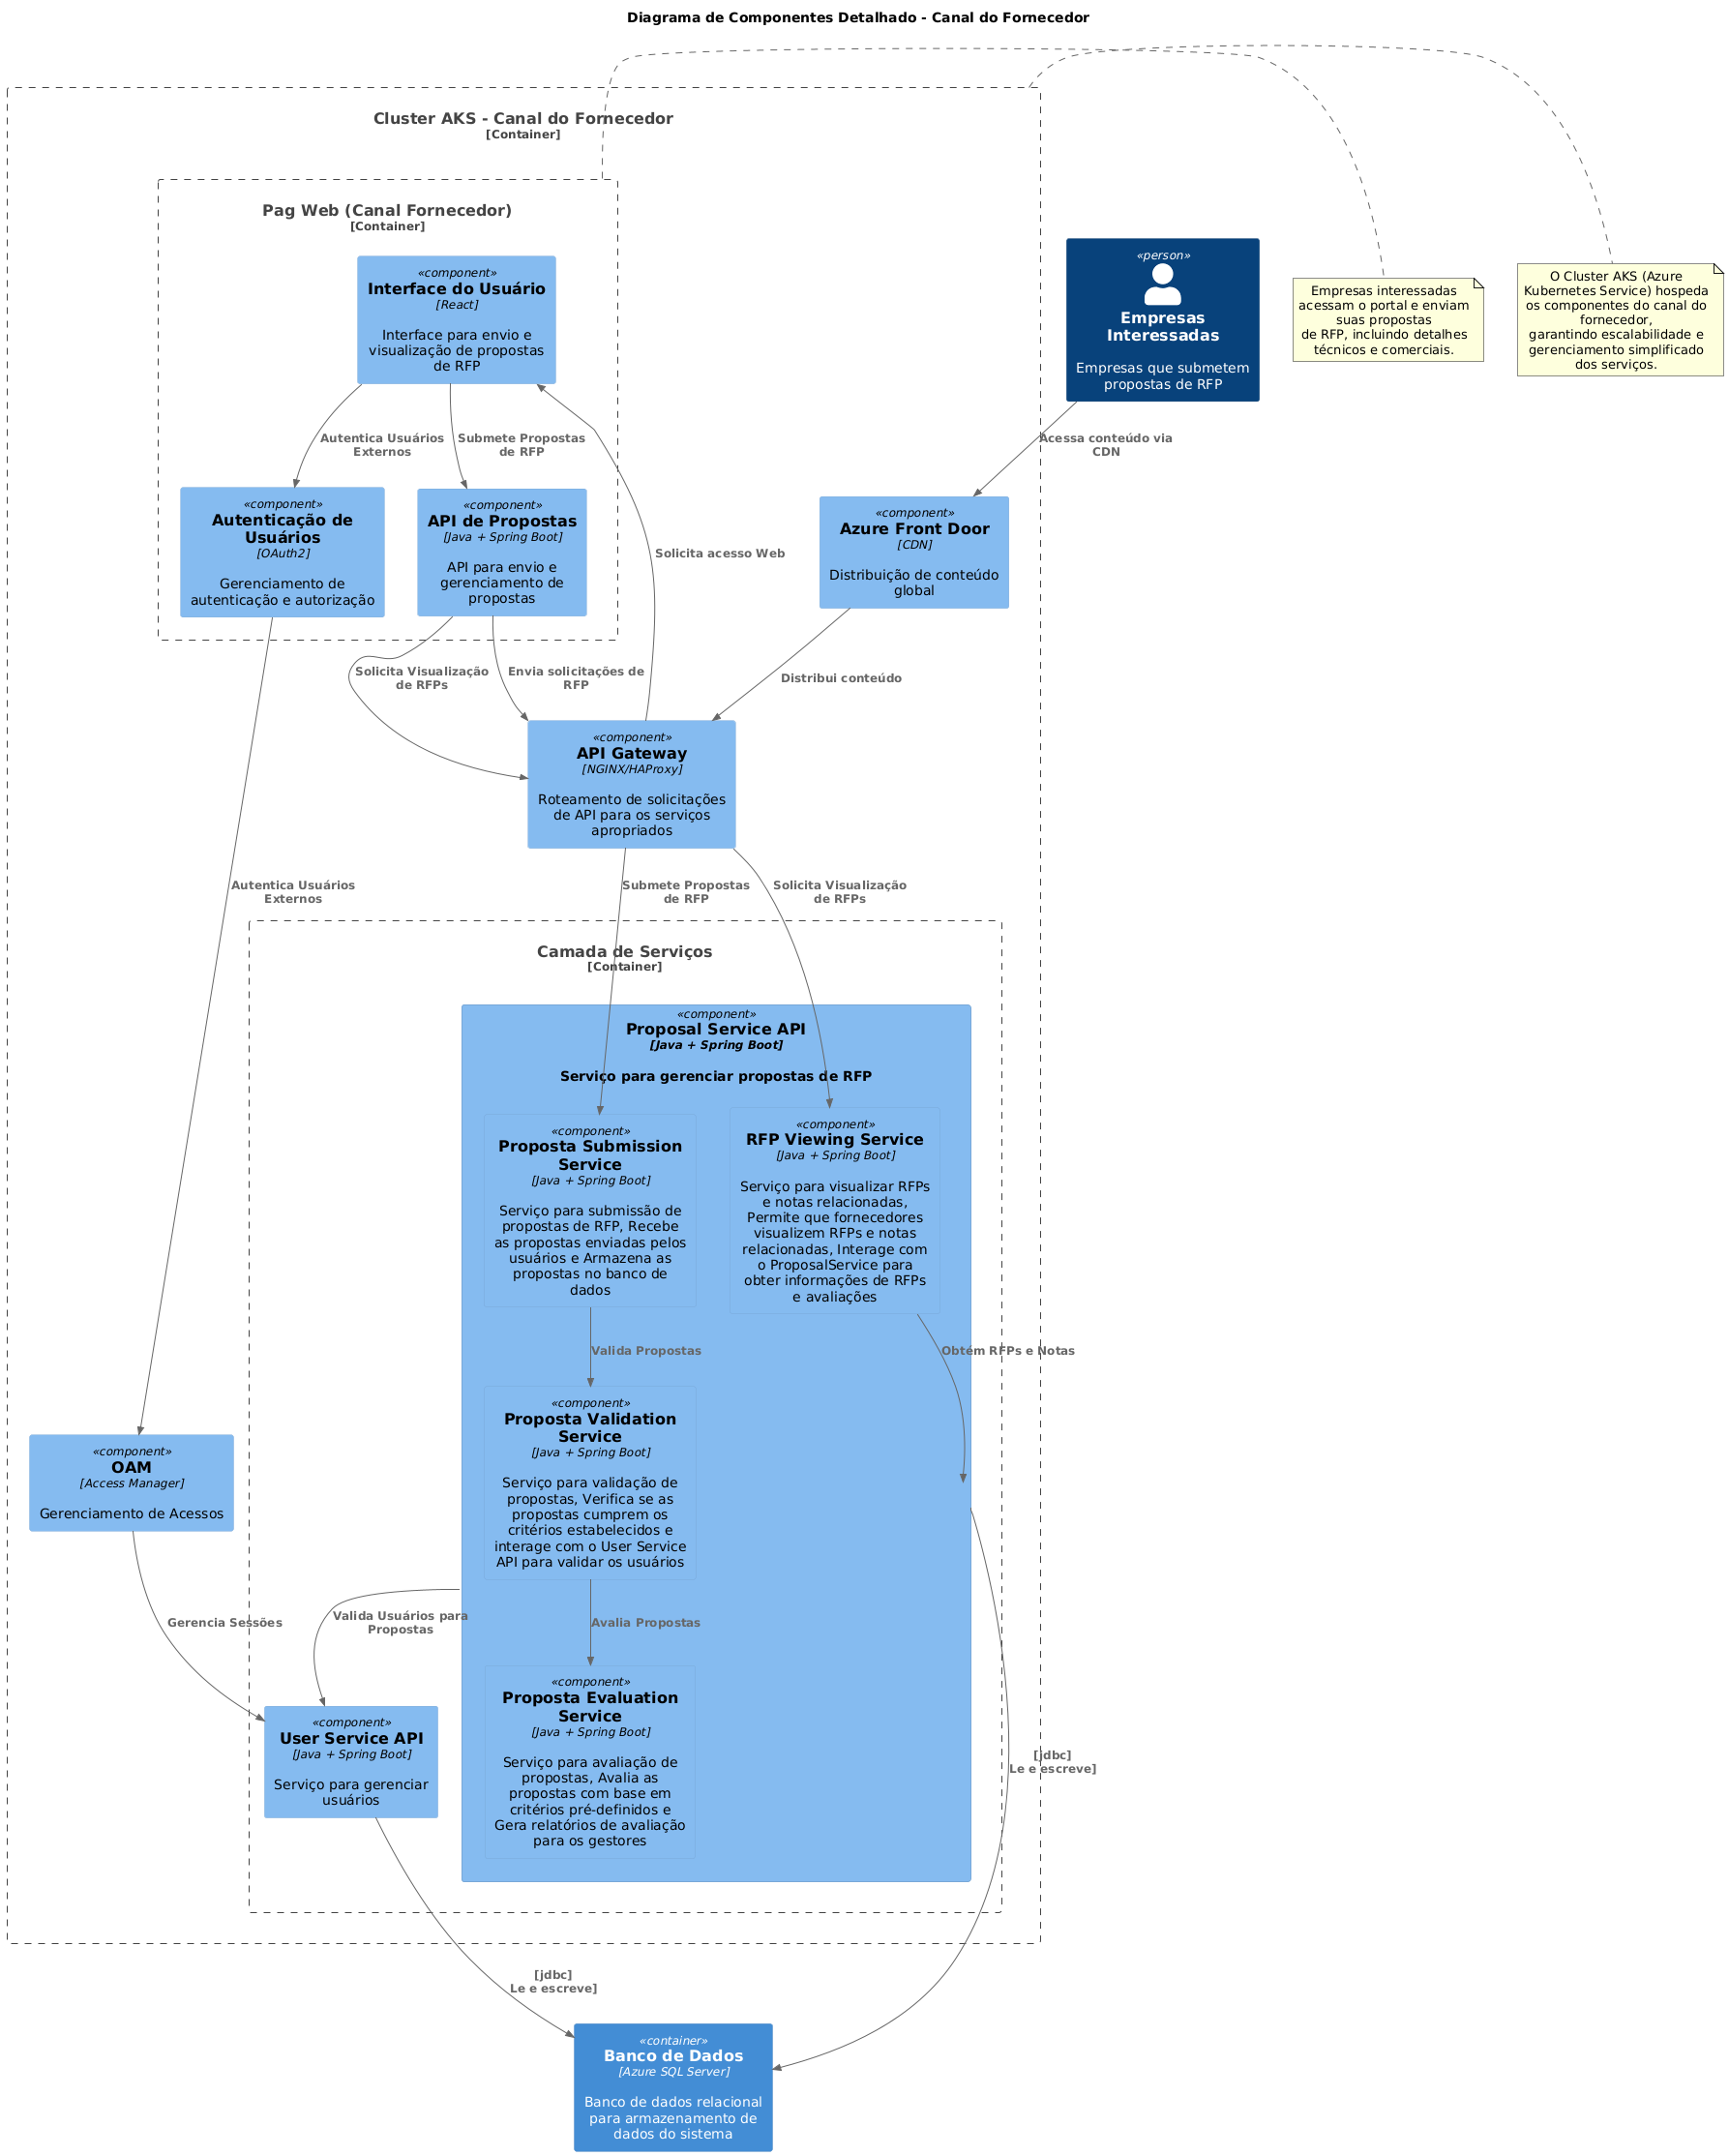 Diagrama de Componentes Detalhado - Canal do Fornecedor
Cluster AKS - Canal do Fornecedor
[Container]
Pag Web (Canal Fornecedor)
[Container]
«component»
Interface do Usuário
[React]
Interface para envio e
visualização de propostas
de RFP
«person»
Empresas
Interessadas
Empresas que submetem
propostas de RFP
Empresas interessadas
acessam o portal e enviam
suas propostas
de RFP, incluindo detalhes
técnicos e comerciais.
O Cluster AKS (Azure
Kubernetes Service) hospeda
os componentes do canal do
fornecedor,
garantindo escalabilidade e
gerenciamento simplificado
dos serviços.
Autentica Usuários
Externos
Submete Propostas
de RFP
Acessa conteúdo via
CDN
«component»
Autenticação de
Usuários
[OAuth2]
Gerenciamento de
autenticação e autorização
«component»
API de Propostas
[Java + Spring Boot]
API para envio e
gerenciamento de
propostas
Solicita acesso Web
«component»
Azure Front Door
[CDN]
Distribuição de conteúdo
global
Solicita Visualização
de RFPs
Envia solicitações de
RFP
Distribui conteúdo
«component»
API Gateway
[NGINX/HAProxy]
Roteamento de solicitações
de API para os serviços
apropriados
Autentica Usuários
Externos
Submete Propostas
de RFP
Solicita Visualização
de RFPs
Camada de Serviços
[Container]
«component»
Proposal Service API
[Java + Spring Boot]
Serviço para gerenciar propostas de RFP
«component»
Proposta Submission
Service
[Java + Spring Boot]
Serviço para submissão de
propostas de RFP, Recebe
as propostas enviadas pelos
usuários e Armazena as
propostas no banco de
dados
«component»
RFP Viewing Service
[Java + Spring Boot]
Serviço para visualizar RFPs
e notas relacionadas,
Permite que fornecedores
visualizem RFPs e notas
relacionadas, Interage com
o ProposalService para
obter informações de RFPs
e avaliações
Valida Propostas
Obtém RFPs e Notas
«component»
Proposta Validation
Service
[Java + Spring Boot]
Serviço para validação de
propostas, Verifica se as
propostas cumprem os
critérios estabelecidos e
interage com o User Service
API para validar os usuários
«component»
OAM
[Access Manager]
Gerenciamento de Acessos
Gerencia Sessões
Valida Usuários para
Propostas
Avalia Propostas
«component»
User Service API
[Java + Spring Boot]
Serviço para gerenciar
usuários
«component»
Proposta Evaluation
Service
[Java + Spring Boot]
Serviço para avaliação de
propostas, Avalia as
propostas com base em
critérios pré-definidos e
Gera relatórios de avaliação
para os gestores
[jdbc]
Le e escreve]
[jdbc]
Le e escreve]
«container»
Banco de Dados
[Azure SQL Server]
Banco de dados relacional
para armazenamento de
dados do sistema